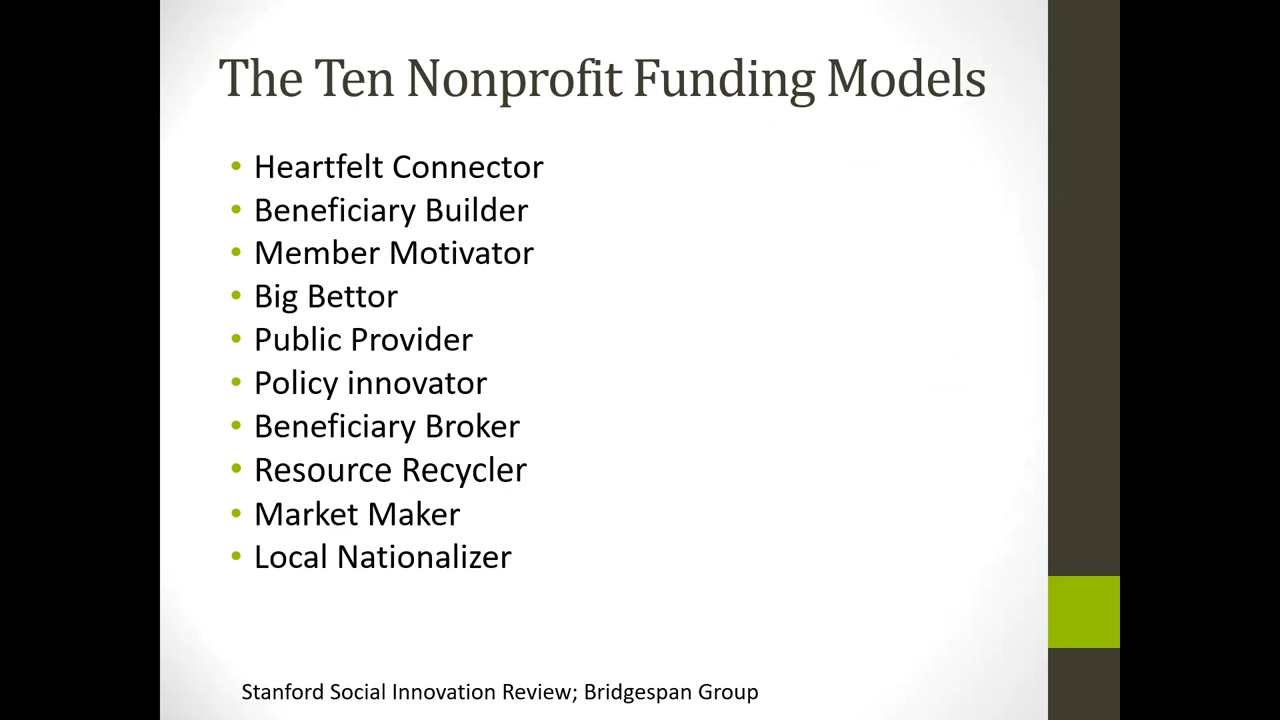 The Ten Nonprofit Funding Models
• Heartfelt Connector
• Beneficiary Builder
• Member Motivator
• Big Bettor
• Public Provider
• Policy innovator
• Beneficiary Broker
• Resource Recycler
• Market Maker
• Local Nationalizer
Stanford Social Innovation Review; Bridgespan Group